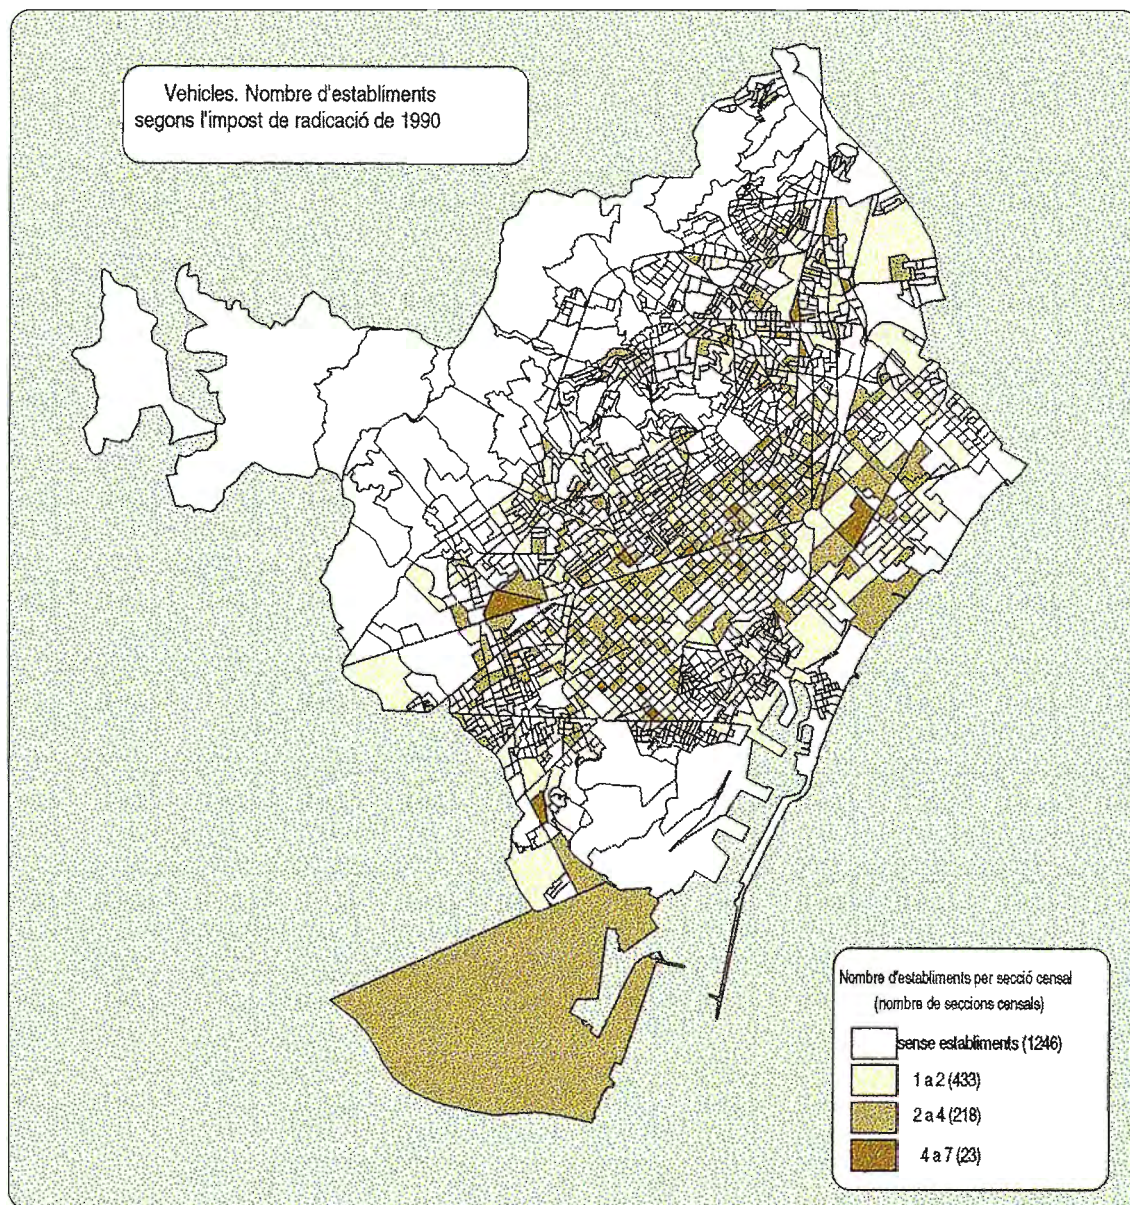 Vehicles. Nombre d'establiments
segons l'impost de radicació de 1990
Nombre d'establiments per secció censal
(nombre de seccions censals)
sense establiments (1246)
1 a 2 (433)
2 a 4 (218)
4 a 7 (23)